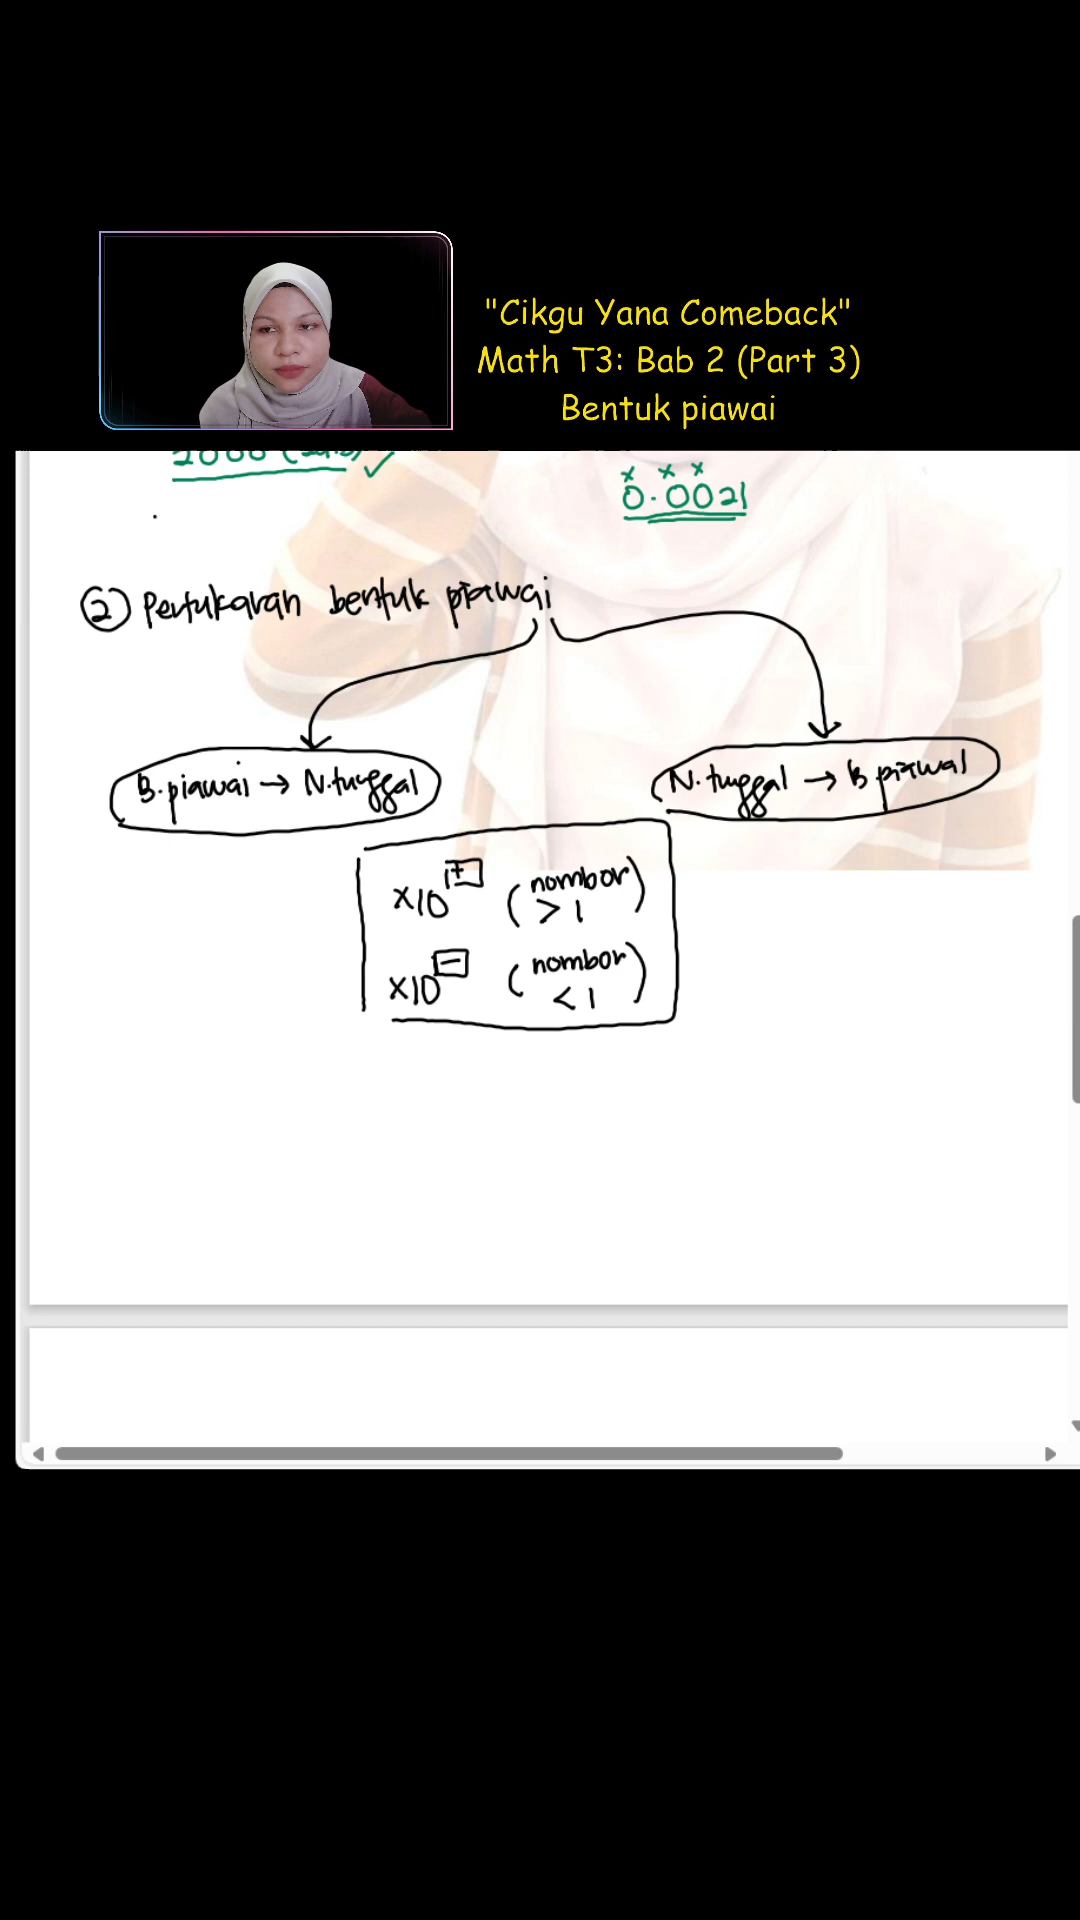 "Cikgu Yana Comeback"
Math T3: Bab 2 (Part 3)
Bentuk piawai
0.0021
② Pertukaran bentuk piawai
B.piawai → N.tunggal
N.tunggal → B piawai
×10⁺ (nombor > 1)
×10⁻ (nombor < 1)